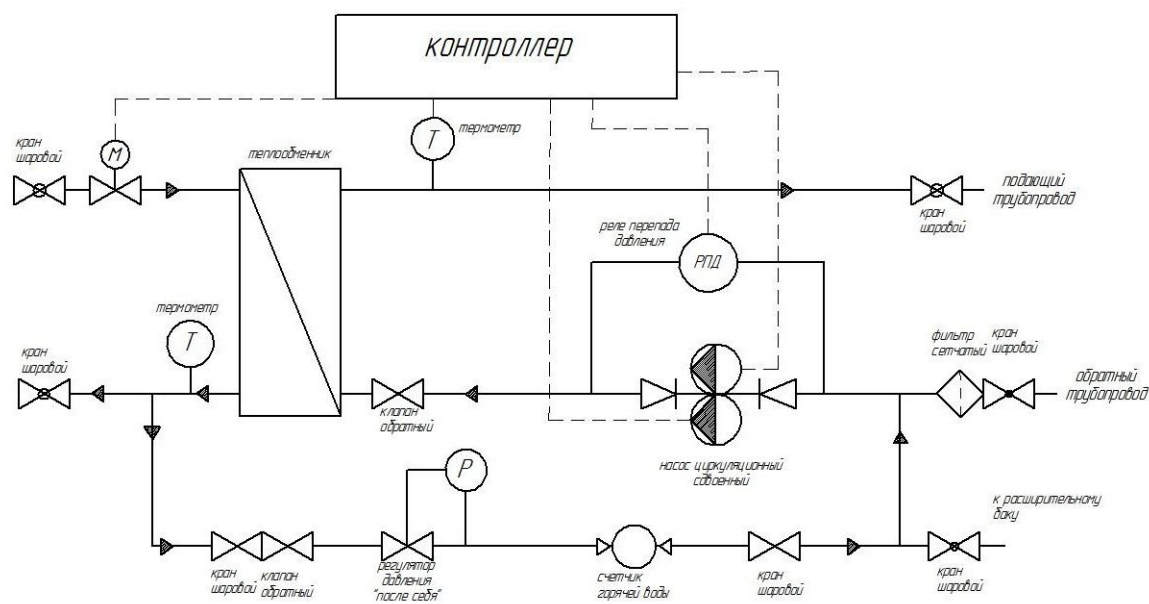 контроллер
термометр
Т
кран
шаровой
М
теплообменник
подающий
трубопровод
кран
шаровой
реле перепада
давления
РПД
термометр
Т
кран
шаровой
фильтр
сетчатый
кран
шаровой
обратный
трубопровод
клапан
обратный
насос циркуляционный
сдвоенный
Р
к расширительному
баку
кран
шаровой
клапан
обратный
регулятор
давления
"после себя"
счетчик
горячей воды
кран
шаровой
кран
шаровой